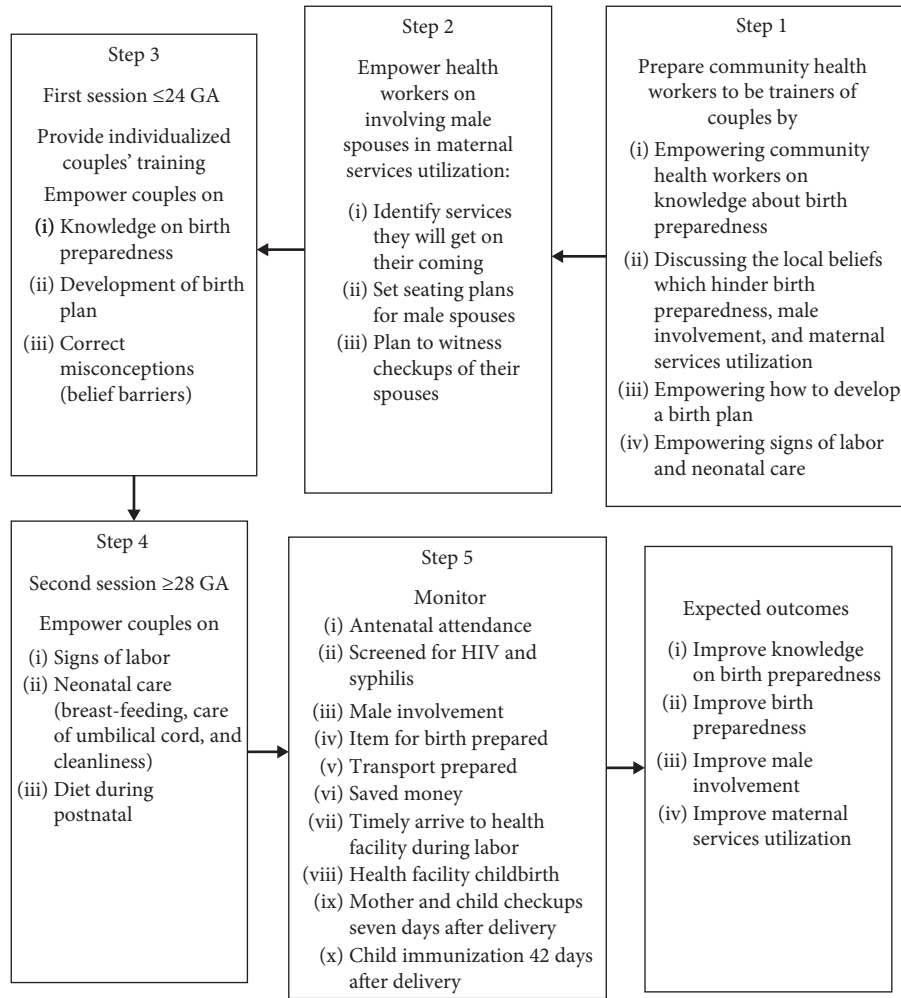 Step 1
Prepare community health
workers to be trainers of
couples by
(i) Empowering community
health workers on
knowledge about birth
preparedness
(ii) Discussing the local beliefs
which hinder birth
preparedness, male
involvement, and maternal
services utilization
(iii) Empowering how to develop
a birth plan
(iv) Empowering signs of labor
and neonatal care
Step 2
Empower health
workers on
involving male
spouses in maternal
services utilization:
(i) Identify services
they will get on
their coming
(ii) Set seating plans
for male spouses
(iii) Plan to witness
checkups of their
spouses
Step 3
First session ≤24 GA
Provide individualized
couples’ training
Empower couples on
(i) Knowledge on birth
preparedness
(ii) Development of birth
plan
(iii) Correct
misconceptions
(belief barriers)
Step 4
Second session ≥28 GA
Empower couples on
(i) Signs of labor
(ii) Neonatal care
(breast-feeding, care
of umbilical cord, and
cleanliness)
(iii) Diet during
postnatal
Step 5
Monitor
(i) Antenatal attendance
(ii) Screened for HIV and
syphilis
(iii) Male involvement
(iv) Item for birth prepared
(v) Transport prepared
(vi) Saved money
(vii) Timely arrive to health
facility during labor
(viii) Health facility childbirth
(ix) Mother and child checkups
seven days after delivery
(x) Child immunization 42 days
after delivery
Expected outcomes
(i) Improve knowledge
on birth preparedness
(ii) Improve birth
preparedness
(iii) Improve male
involvement
(iv) Improve maternal
services utilization